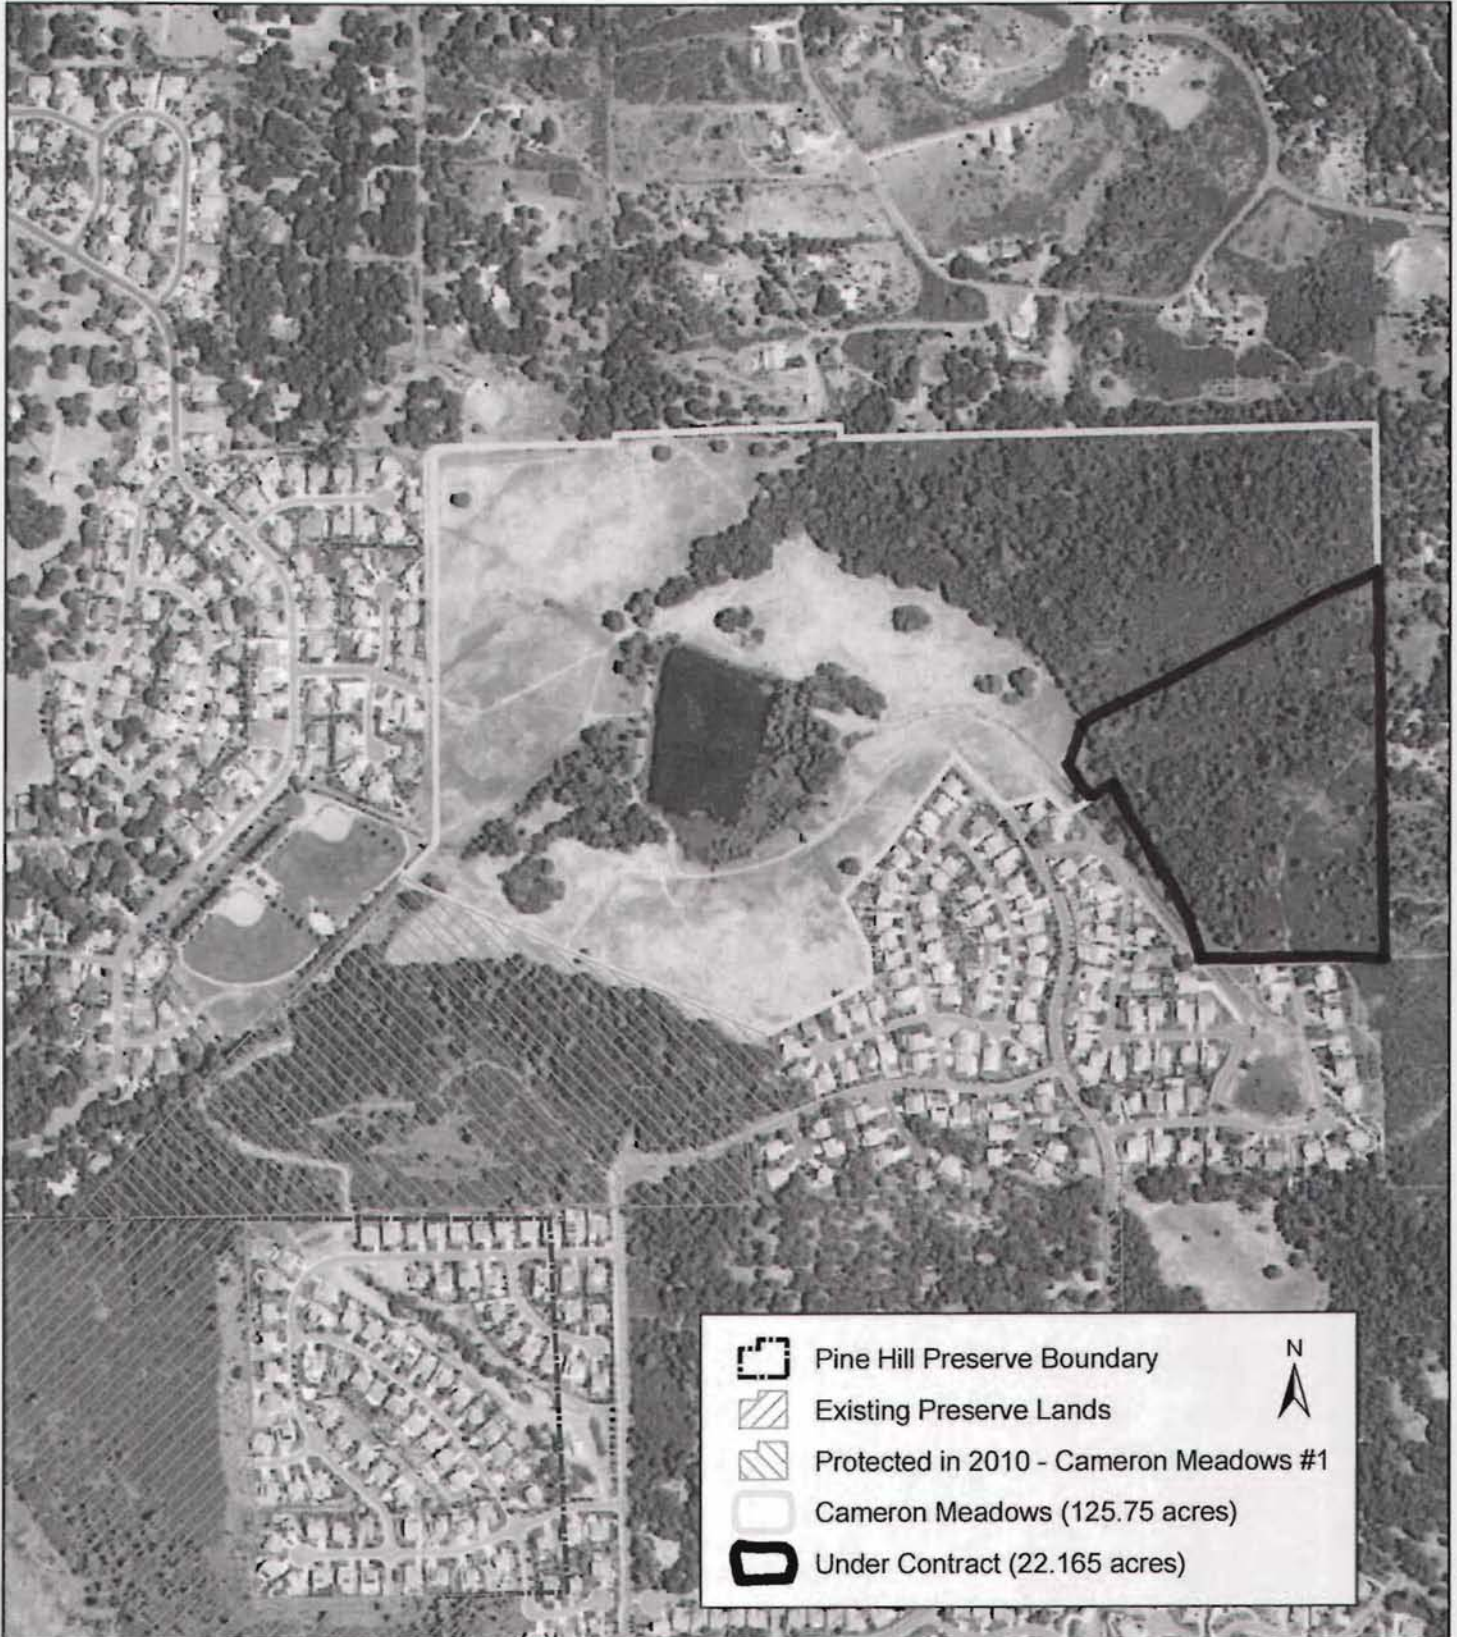 N
Pine Hill Preserve Boundary
Existing Preserve Lands
Protected in 2010 - Cameron Meadows #1
Cameron Meadows (125.75 acres)
Under Contract (22.165 acres)